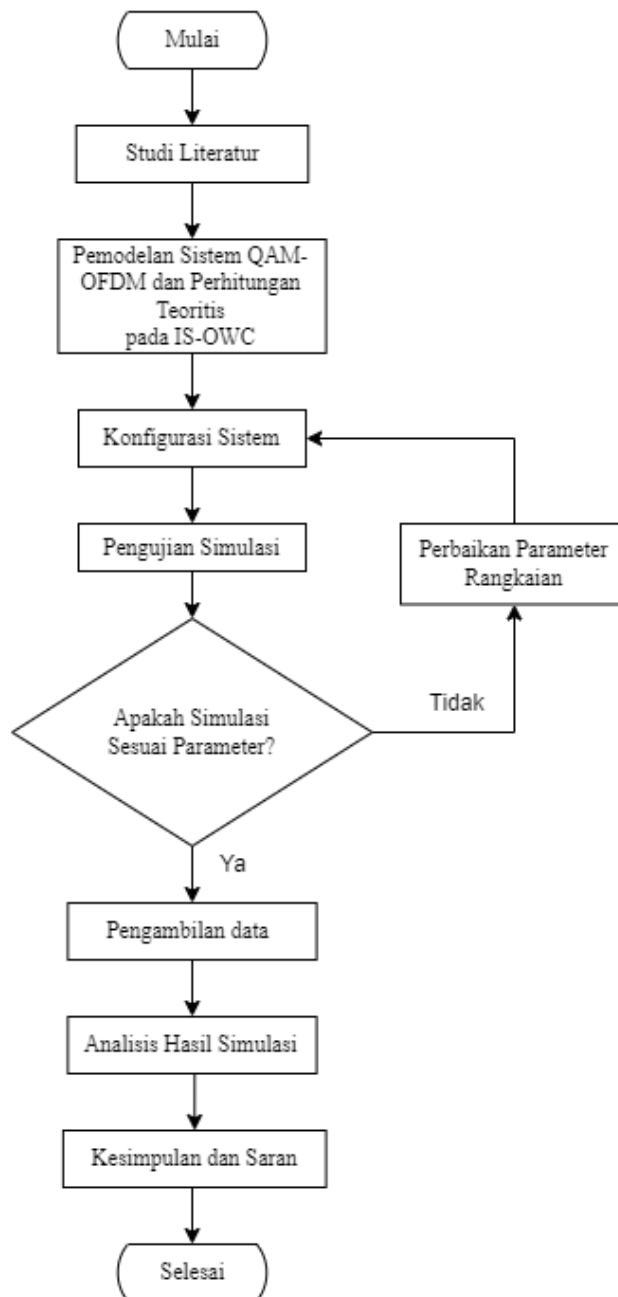 Mulai
Studi Literatur
Pemodelan Sistem QAM-
OFDM dan Perhitungan
Teoritis
pada IS-OWC
Konfigurasi Sistem
Pengujian Simulasi
Perbaikan Parameter
Rangkaian
Apakah Simulasi
Sesuai Parameter?
Tidak
Ya
Pengambilan data
Analisis Hasil Simulasi
Kesimpulan dan Saran
Selesai